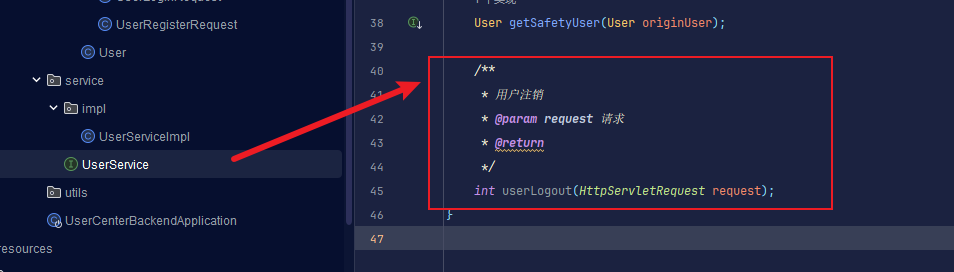 UserRegisterRequest
User
service
impl
UserServiceImpl
UserService
utils
UserCenterBackendApplication
resources
38 User getSafetyUser(User originUser);
39
40 /**
41 * 用户注销
42 * @param request 请求
43 * @return
44 */
45 int userLogout(HttpServletRequest request);
46 }
47